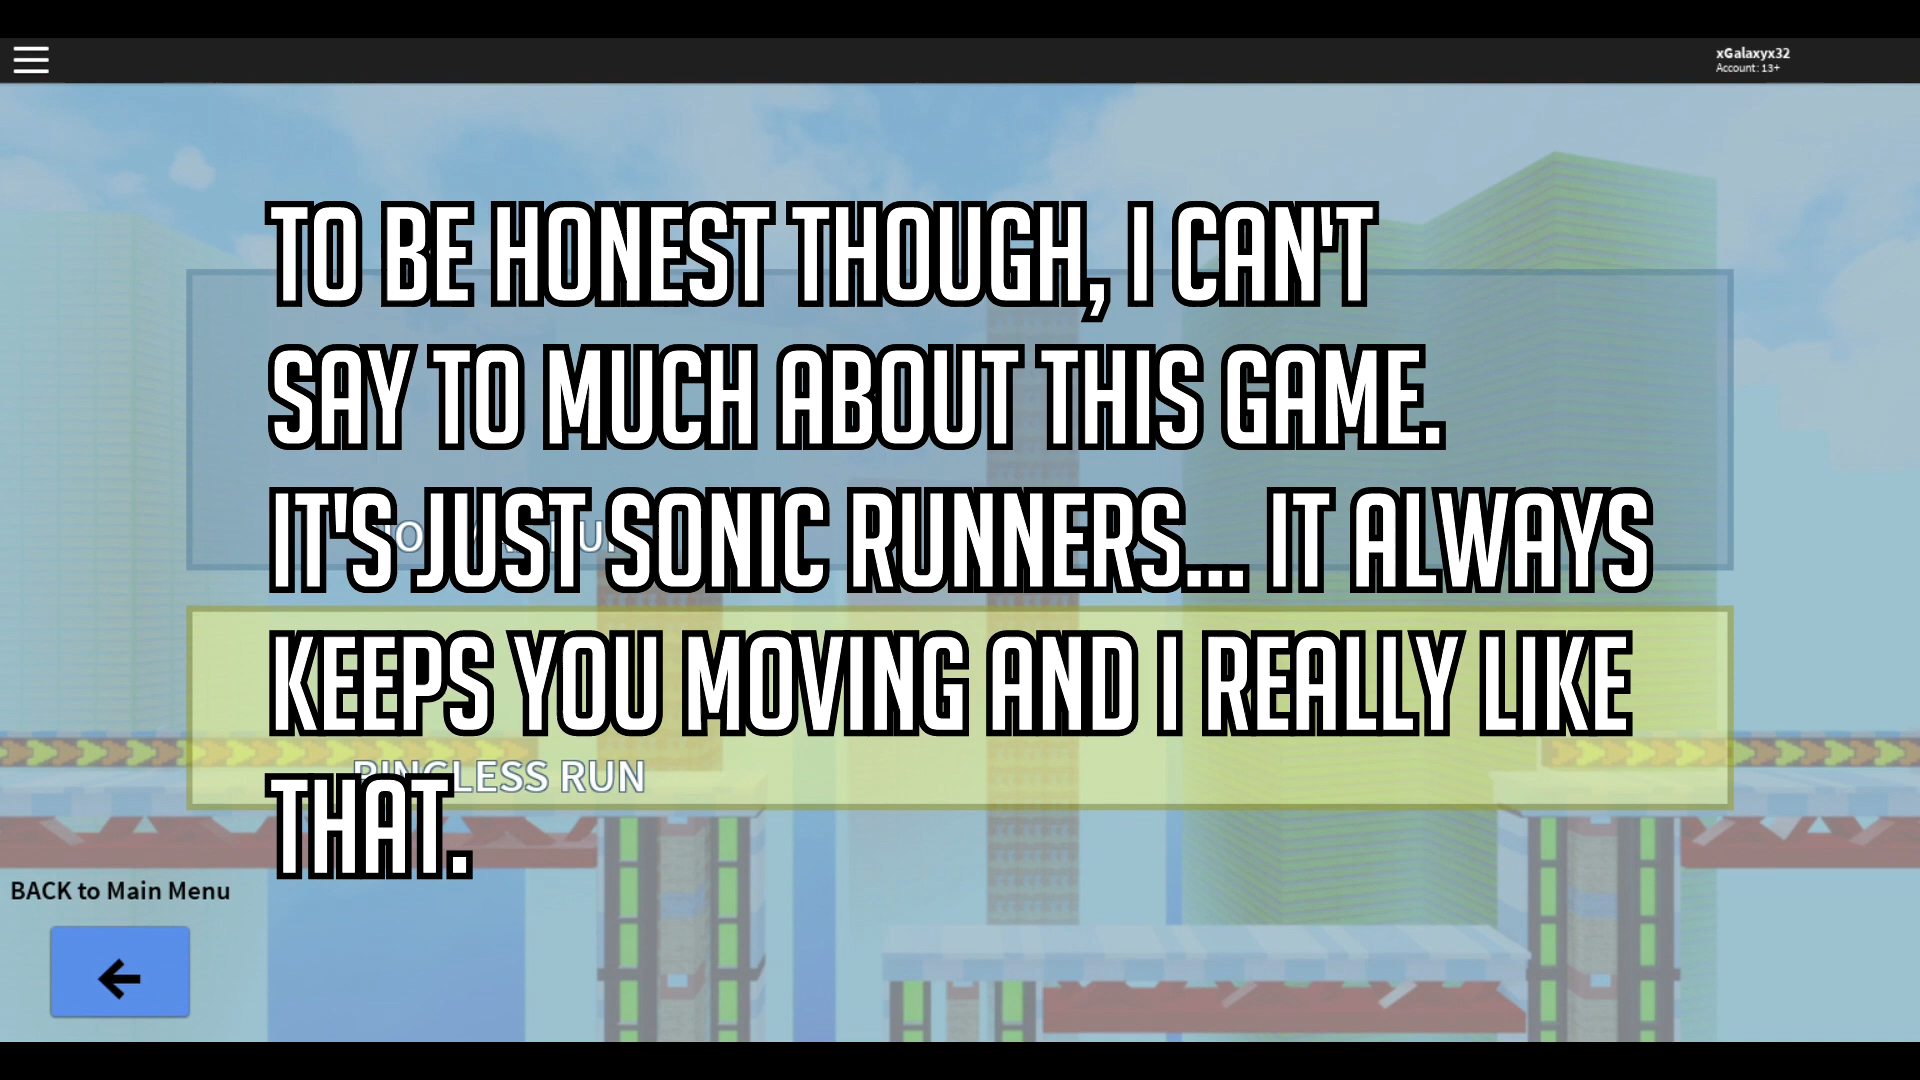 xGalaxyx32
Account: 13+
TO BE HONEST THOUGH, I CAN'T
SAY TO MUCH ABOUT THIS GAME.
IT'S JUST SONIC RUNNERS... IT ALWAYS
KEEPS YOU MOVING AND I REALLY LIKE
THAT.
RINGLESS RUN
BACK to Main Menu